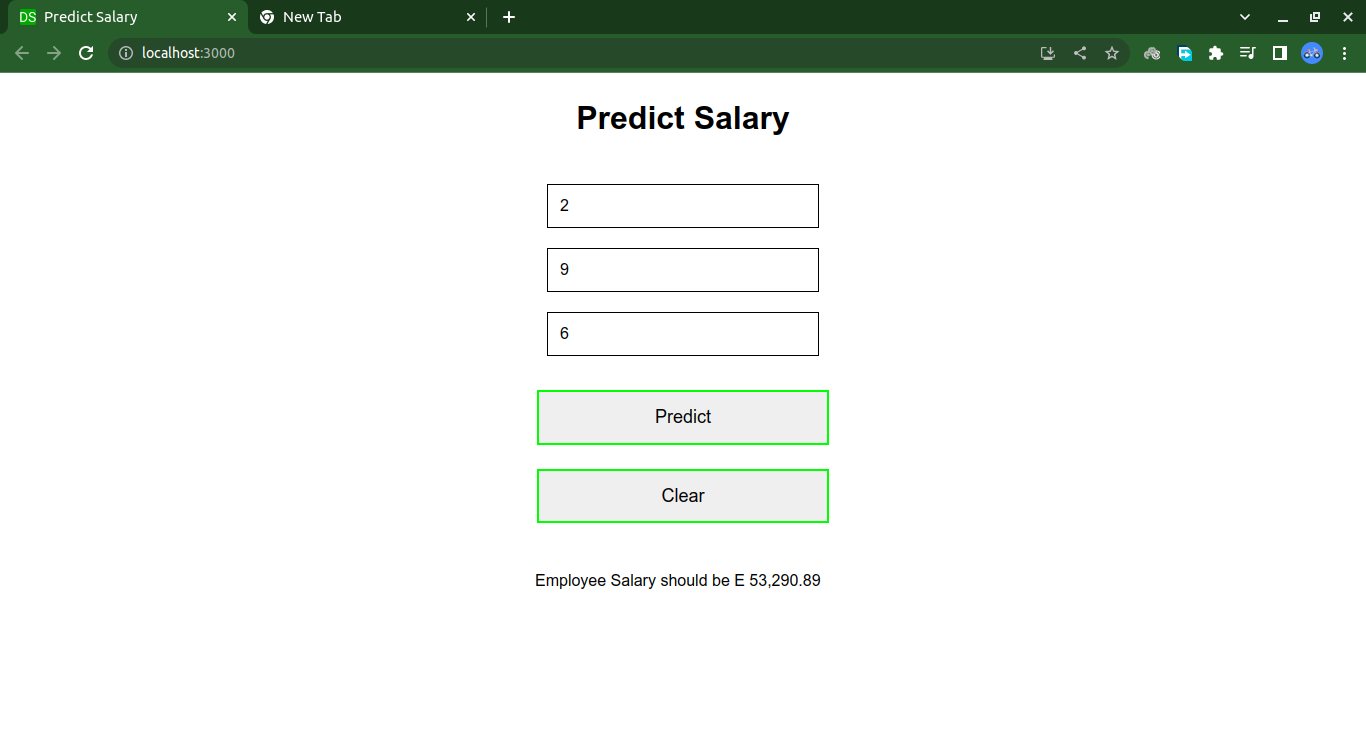 DS Predict Salary New Tab
localhost:3000
Predict Salary
2
9
6
Predict
Clear
Employee Salary should be E 53,290.89